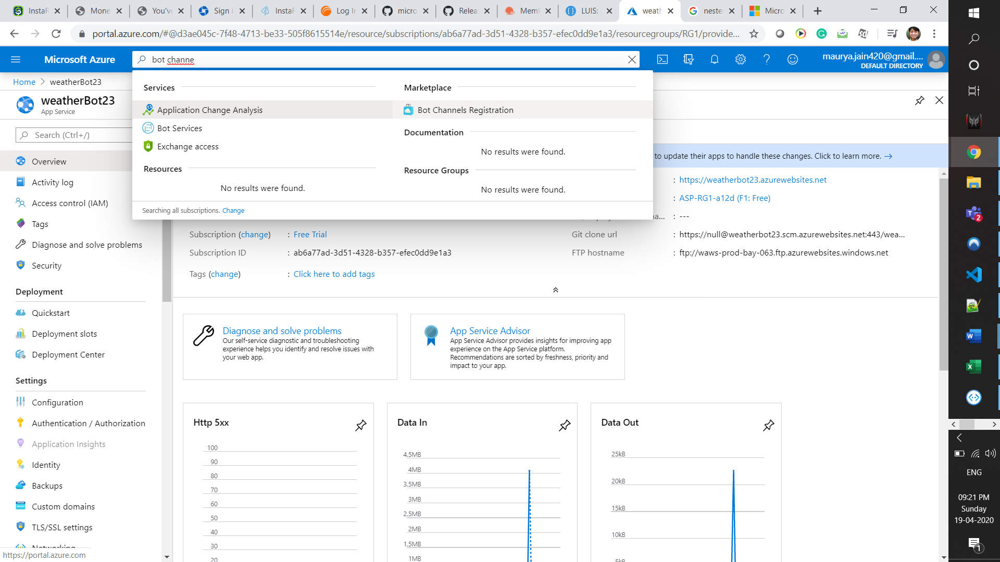 InstaR
Mone
You've
Sign i
InstaF
Log In
micro
Relea
Meml
LUIS:
weath
neste
Micro
portal.azure.com/#@d3ae045c-7f48-4713-be33-505f8615514e/resource/subscriptions/ab6a77ad-3d51-4328-b357-efec0dd9e1a3/resourcegroups/RG1/provide...
Microsoft Azure
bot channe
maurya.jain420@gmail....
DEFAULT DIRECTORY
Home > weatherBot23
weatherBot23
App Service
Search (Ctrl+/)
Overview
Activity log
Access control (IAM)
Tags
Diagnose and solve problems
Security
Deployment
Quickstart
Deployment slots
Deployment Center
Settings
Configuration
Authentication / Authorization
Application Insights
Identity
Backups
Custom domains
TLS/SSL settings
Networking
https://portal.azure.com
Services
Application Change Analysis
Bot Services
Exchange access
Resources
No results were found.
Marketplace
Bot Channels Registration
Documentation
No results were found.
Resource Groups
No results were found.
Searching all subscriptions. Change
to update their apps to handle these changes. Click to learn more. →
: https://weatherbot23.azurewebsites.net
: ASP-RG1-a12d (F1: Free)
: ---
Subscription (change) : Free Trial
Git clone url : https://null@weatherbot23.scm.azurewebsites.net:443/wea...
Subscription ID : ab6a77ad-3d51-4328-b357-efec0dd9e1a3
FTP hostname : ftp://waws-prod-bay-063.ftp.azurewebsites.windows.net
Tags (change) : Click here to add tags
Diagnose and solve problems
Our self-service diagnostic and troubleshooting
experience helps you identify and resolve issues with
your web app.
App Service Advisor
App Service Advisor provides insights for improving app
experience on the App Service platform.
Recommendations are sorted by freshness, priority and
impact to your app.
Http 5xx
100
90
80
70
60
50
40
30
20
Data In
4.5MB
4MB
3.5MB
3MB
2.5MB
2MB
1.5MB
1MB
Data Out
25kB
20kB
15kB
10kB
5kB
2
ENG
09:21 PM
Sunday
19-04-2020
1